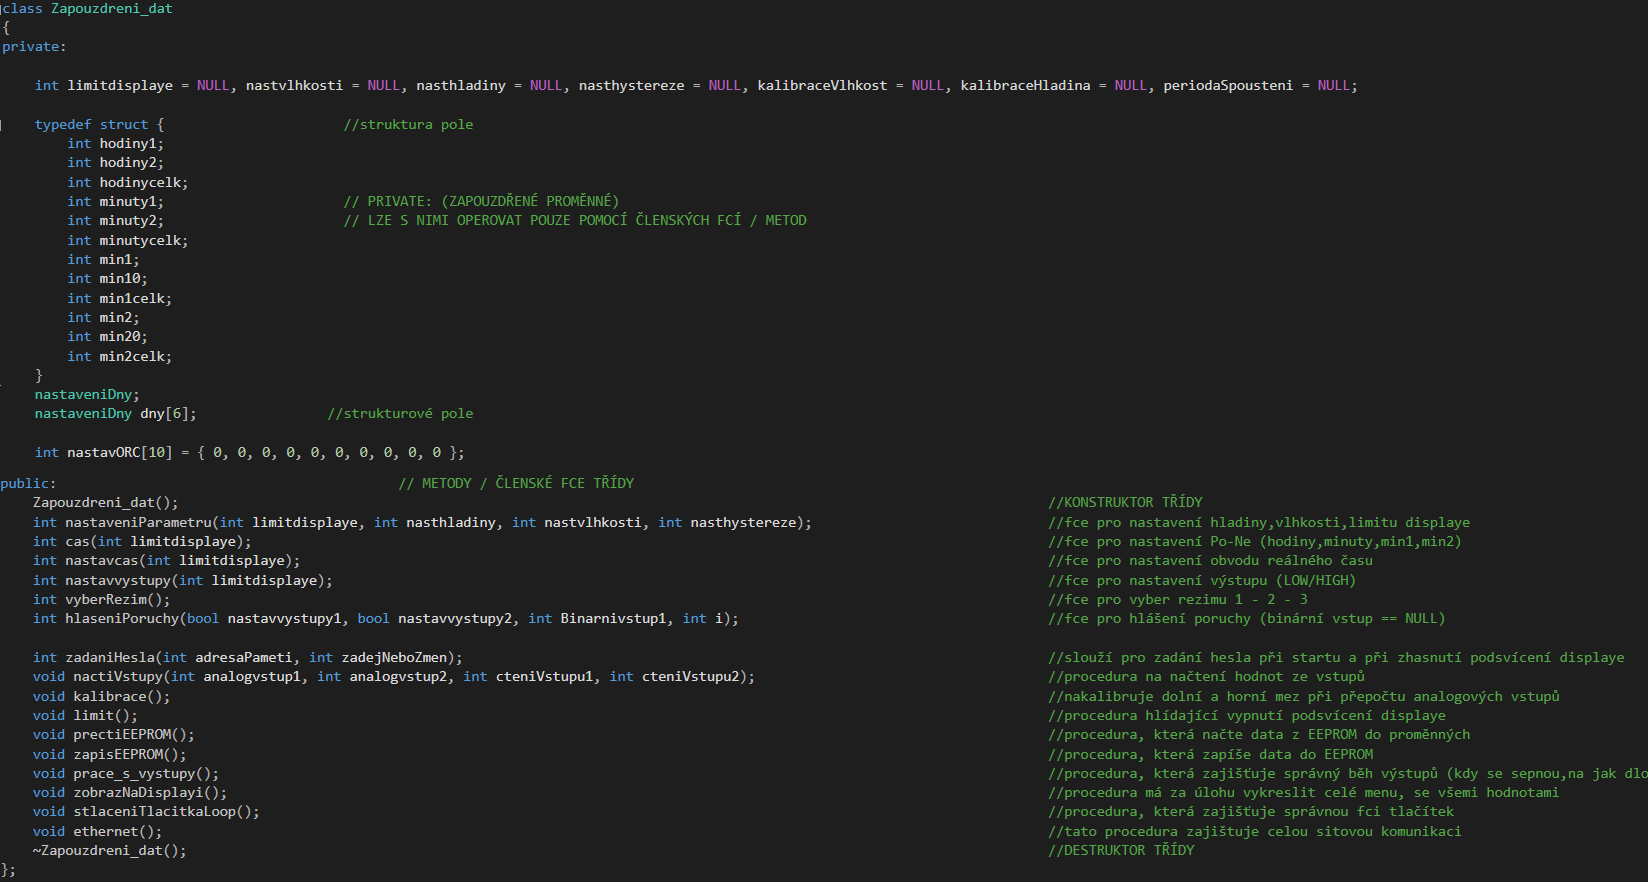 class Zapouzdreni_dat
{
private:
int limitdisplaye = NULL, nastvlhkosti = NULL, nasthladiny = NULL, nasthystereze = NULL, kalibraceVlhkost = NULL, kalibraceHladina = NULL, periodaSpousteni = NULL;
typedef struct { //struktura pole
int hodiny1;
int hodiny2;
int hodinycelk;
int minuty1; // PRIVATE: (ZAPOUZDŘENÉ PROMĚNNÉ)
int minuty2; // LZE S NIMI OPEROVAT POUZE POMOCÍ ČLENSKÝCH FCÍ / METOD
int minutycelk;
int min1;
int min10;
int min1celk;
int min2;
int min20;
int min2celk;
}
nastaveniDny;
nastaveniDny dny[6]; //strukturové pole
int nastavORC[10] = { 0, 0, 0, 0, 0, 0, 0, 0, 0, 0 };
public: // METODY / ČLENSKÉ FCE TŘÍDY
Zapouzdreni_dat(); //KONSTRUKTOR TŘÍDY
int nastaveniParametru(int limitdisplaye, int nasthladiny, int nastvlhkosti, int nasthystereze); //fce pro nastavení hladiny,vlhkosti,limitu displaye
int cas(int limitdisplaye); //fce pro nastavení Po-Ne (hodiny,minuty,min1,min2)
int nastavcas(int limitdisplaye); //fce pro nastavení obvodu reálného času
int nastavvystupy(int limitdisplaye); //fce pro nastavení výstupu (LOW/HIGH)
int vyberRezim(); //fce pro vyber rezimu 1 - 2 - 3
int hlaseniPoruchy(bool nastavvystupy1, bool nastavvystupy2, int Binarnivstup1, int i); //fce pro hlášení poruchy (binární vstup == NULL)
int zadaniHesla(int adresaPameti, int zadejNeboZmen); //slouží pro zadání hesla při startu a při zhasnutí podsvícení displaye
void nactiVstupy(int analogvstup1, int analogvstup2, int cteniVstupu1, int cteniVstupu2); //procedura na načtení hodnot ze vstupů
void kalibrace(); //nakalibruje dolní a horní mez při přepočtu analogových vstupů
void limit(); //procedura hlídající vypnutí podsvícení displaye
void prectiEEPROM(); //procedura, která načte data z EEPROM do proměnných
void zapisEEPROM(); //procedura, která zapíše data do EEPROM
void prace_s_vystupy(); //procedura, která zajišťuje správný běh výstupů (kdy se sepnou,na jak dlo
void zobrazNaDisplayi(); //procedura má za úlohu vykreslit celé menu, se všemi hodnotami
void stlaceniTlacitkaLoop(); //procedura, která zajišťuje správnou fci tlačítek
void ethernet(); //tato procedura zajištuje celou sitovou komunikaci
~Zapouzdreni_dat(); //DESTRUKTOR TŘÍDY
};